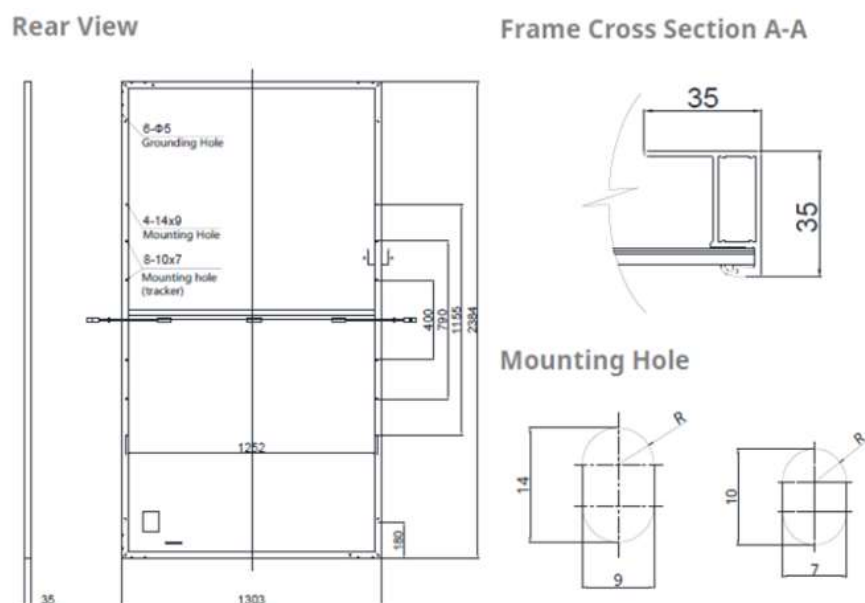 Rear View
Frame Cross Section A-A
6-Φ5
Grounding Hole
4-14x9
Mounting Hole
8-10x7
Mounting hole
(tracker)
400
790
1155
2384
1252
180
35
1303
35
35
Mounting Hole
14
9
R
10
7
R